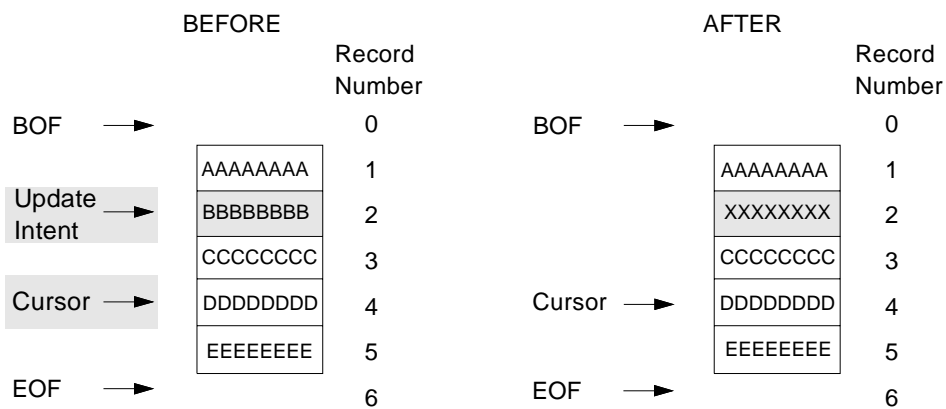 BEFORE
Record
Number
BOF 0
AAAAAAAA 1
Update
Intent
BBBBBBBB 2
CCCCCCCC 3
Cursor DDDDDDDD 4
EEEEEEEE 5
EOF 6
AFTER
Record
Number
BOF 0
AAAAAAAA 1
XXXXXXXX 2
CCCCCCCC 3
Cursor DDDDDDDD 4
EEEEEEEE 5
EOF 6